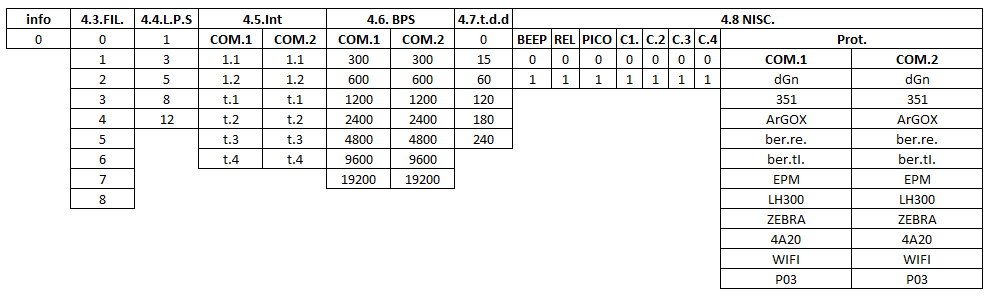 info 4.3.FIL. 4.4.L.P.S 4.5.Int 4.6. BPS 4.7.t.d.d 4.8 NISC.
0 0 1 COM.1 COM.2 COM.1 COM.2 0 BEEP REL PICO C1. C.2 C.3 C.4 Prot.
1 3 1.1 1.1 300 300 15 0 0 0 0 0 0 0 COM.1 COM.2
2 5 1.2 1.2 600 600 60 1 1 1 1 1 1 1 dGn dGn
3 8 t.1 t.1 1200 1200 120 351 351
4 12 t.2 t.2 2400 2400 180 ArGOX ArGOX
5 t.3 t.3 4800 4800 240 ber.re. ber.re.
6 t.4 t.4 9600 9600 ber.tI. ber.tI.
7 19200 19200 EPM EPM
8 LH300 LH300
ZEBRA ZEBRA
4A20 4A20
WIFI WIFI
P03 P03